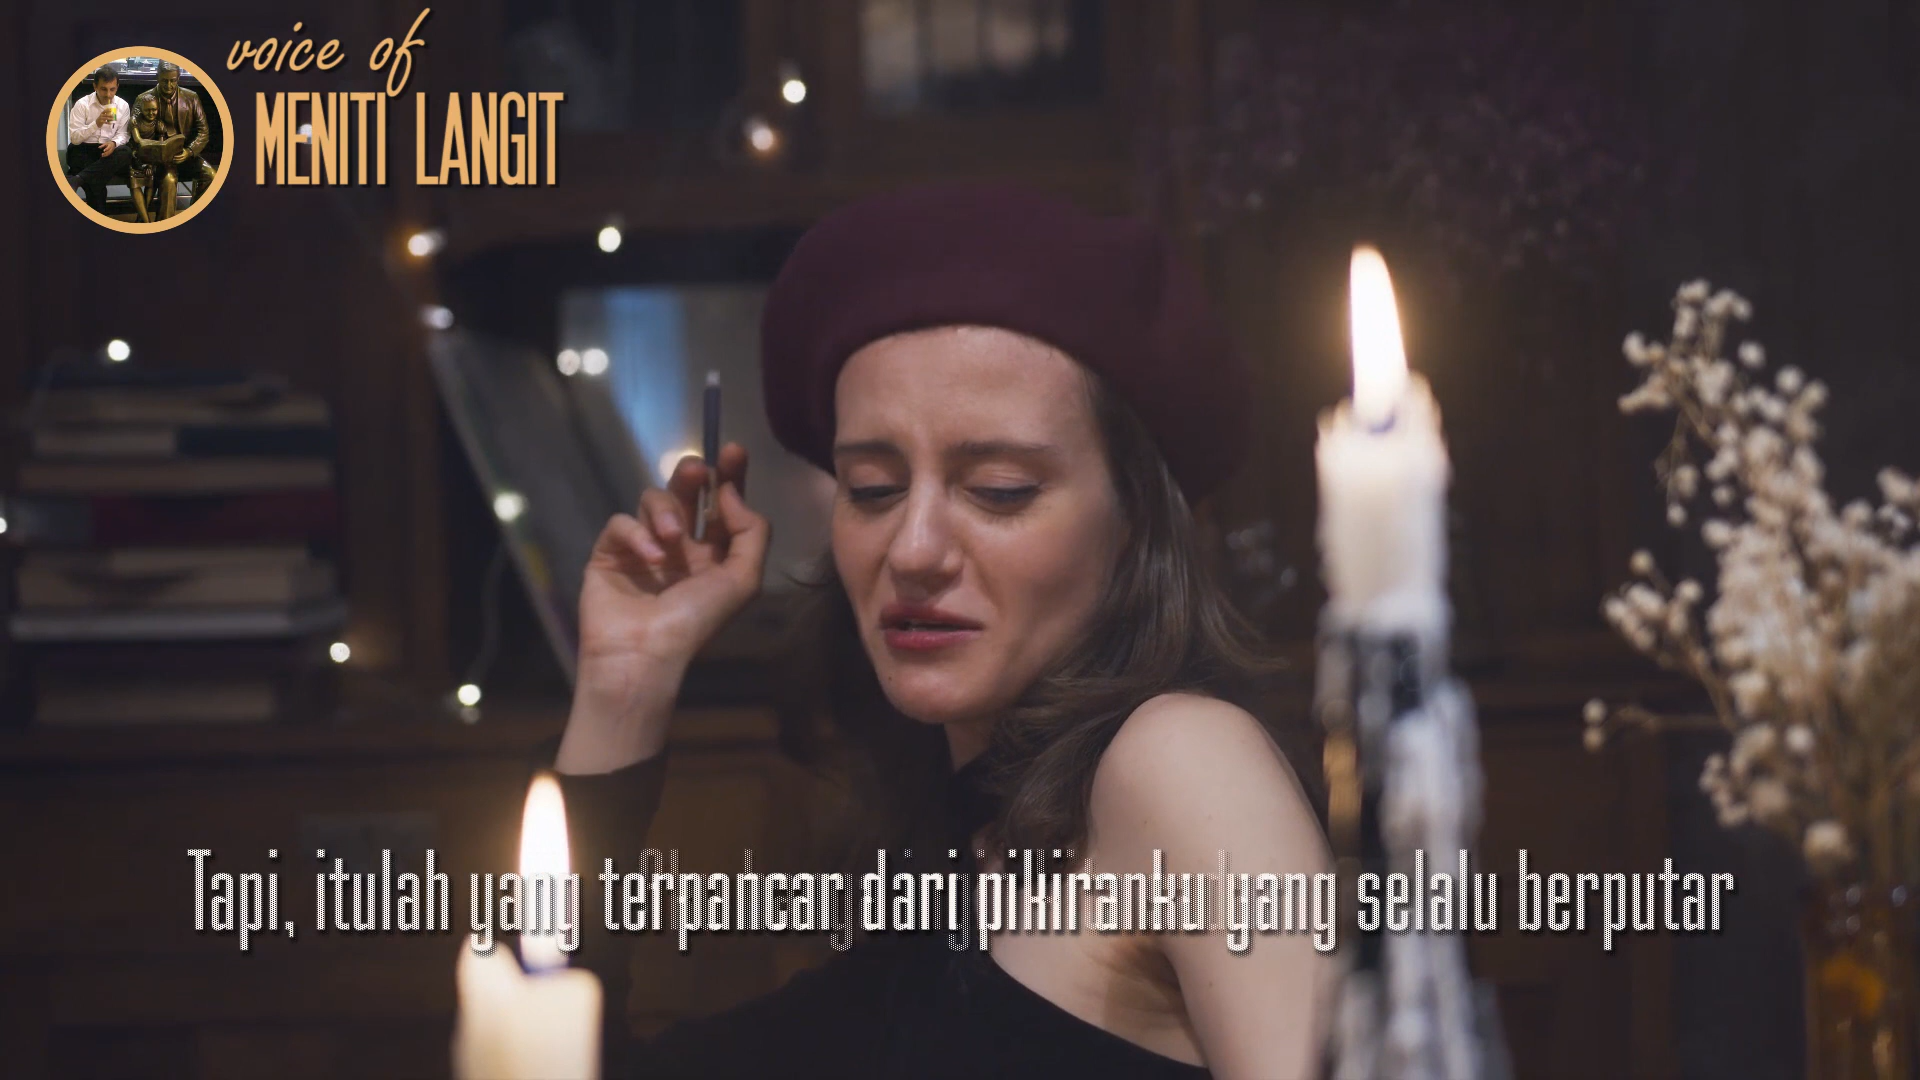 voice of
MENITI LANGIT
Tapi, itulah yang terpancar dari pikiranku yang selalu berputar